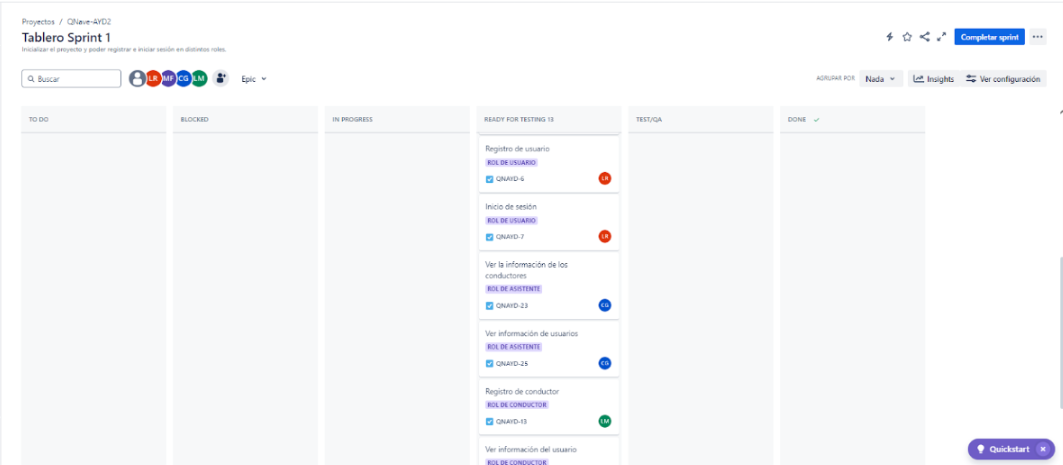 Proyectos / QNave-AYD2
Tablero Sprint 1
Inicializar el proyecto y poder registrar e iniciar sesión en distintos roles.
Completar sprint
Buscar
LR MF CG LM
Epic
AGRUPAR POR Nada
Insights
Ver configuración
TO DO
BLOCKED
IN PROGRESS
READY FOR TESTING 13
TEST/QA
DONE
Registro de usuario
ROL DE USUARIO
QNAYD-6
LR
Inicio de sesión
ROL DE USUARIO
QNAYD-7
LR
Ver la información de los
conductores
ROL DE ASISTENTE
QNAYD-23
CG
Ver información de usuarios
ROL DE ASISTENTE
QNAYD-25
CG
Registro de conductor
ROL DE CONDUCTOR
QNAYD-13
LM
Ver información del usuario
ROL DE CONDUCTOR
Quickstart